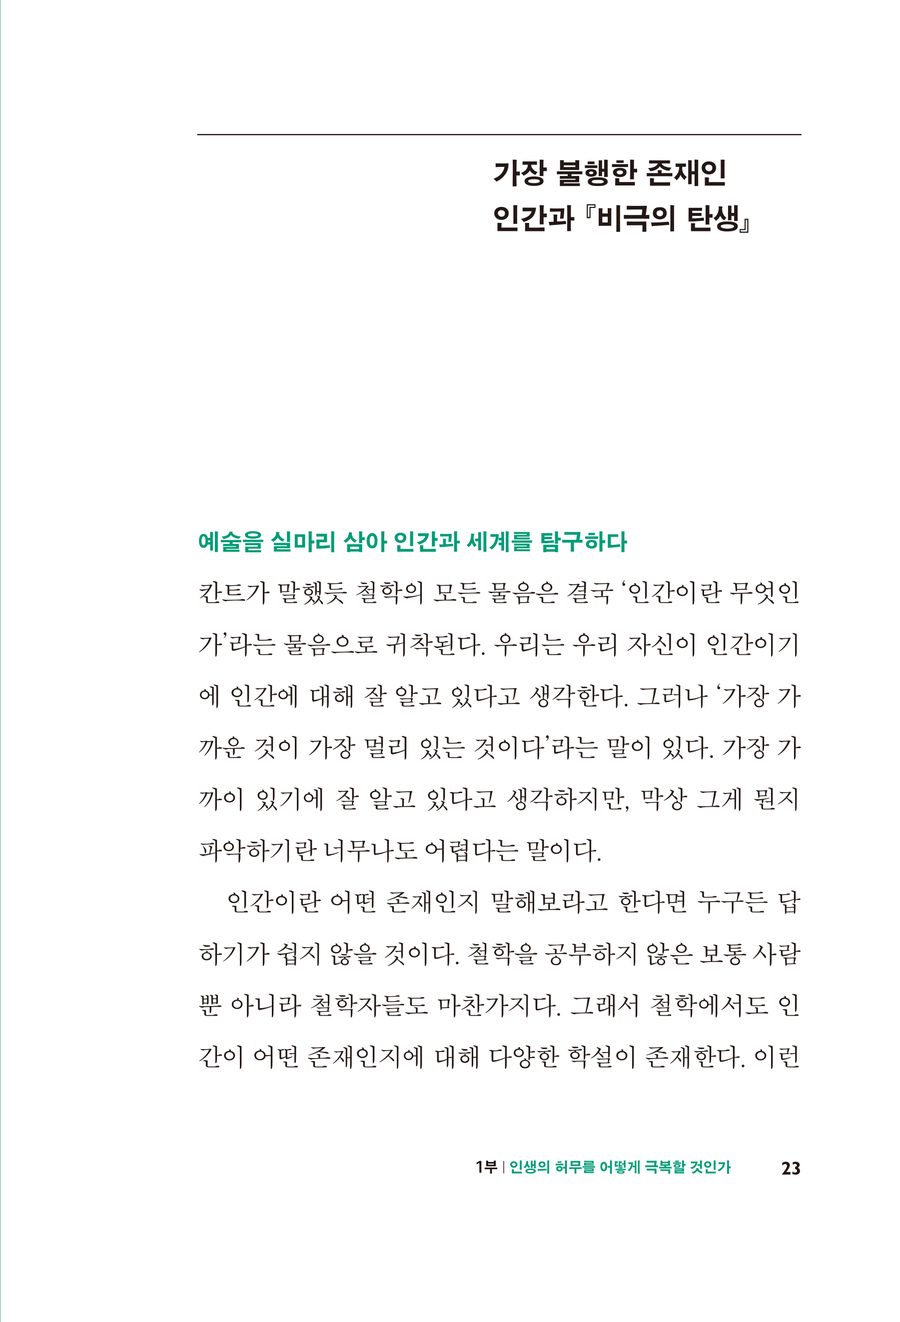 가장 불행한 존재인
인간과 『비극의 탄생』
예술을 실마리 삼아 인간과 세계를 탐구하다
칸트가 말했듯 철학의 모든 물음은 결국 ‘인간이란 무엇인
가’라는 물음으로 귀착된다. 우리는 우리 자신이 인간이기
에 인간에 대해 잘 알고 있다고 생각한다. 그러나 ‘가장 가
까운 것이 가장 멀리 있는 것이다’라는 말이 있다. 가장 가
까이 있기에 잘 알고 있다고 생각하지만, 막상 그게 뭔지
파악하기란 너무나도 어렵다는 말이다.
인간이란 어떤 존재인지 말해보라고 한다면 누구든 답
하기가 쉽지 않을 것이다. 철학을 공부하지 않은 보통 사람
뿐 아니라 철학자들도 마찬가지다. 그래서 철학에서도 인
간이 어떤 존재인지에 대해 다양한 학설이 존재한다. 이런
1부 | 인생의 허무를 어떻게 극복할 것인가 23